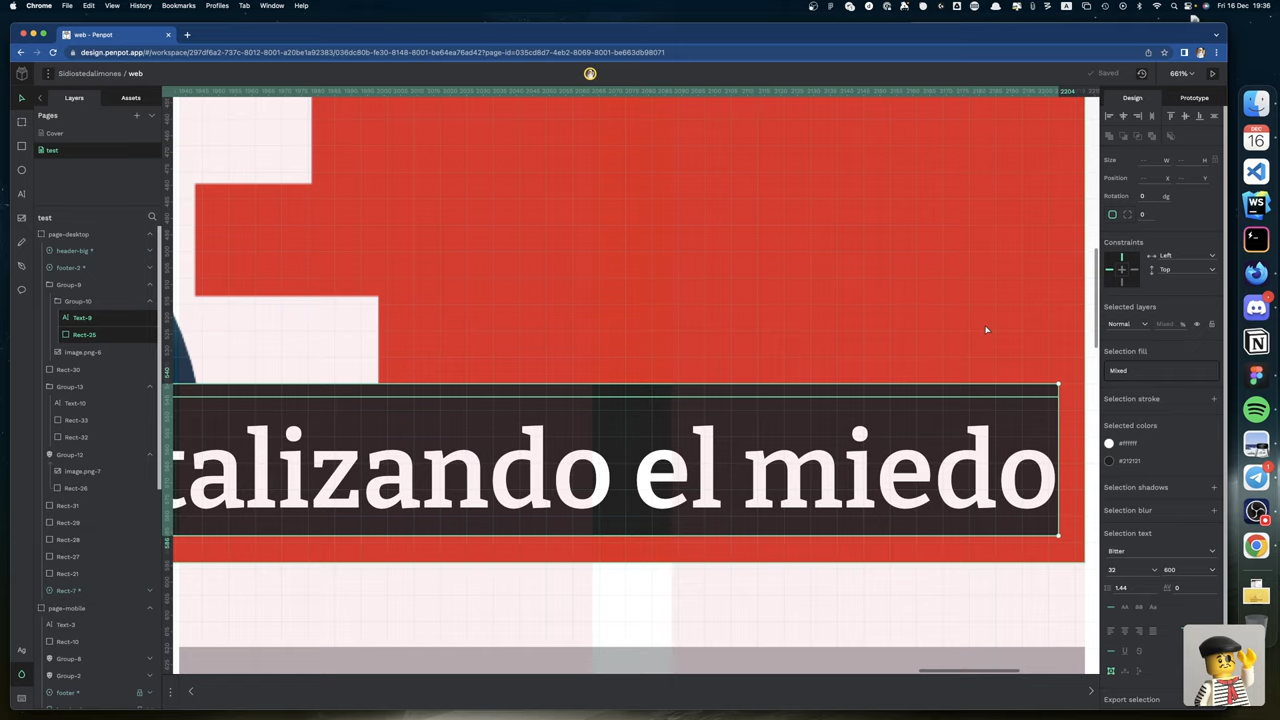 Chrome File Edit View History Bookmarks Profiles Tab Window Help
Fri 16 Dec 19:36
web - Penpot
design.penpot.app/#/workspace/297df6a2-737c-8012-8001-a20be1a92383/036dc80b-fe30-8148-8001-be64ea76ad42?page-id=035cd8d7-4eb2-8069-8001-be663db98071
Sidiostedalimones / web
Saved
661%
Layers Assets
Design Prototype
Pages
Cover
test
test
page-desktop
header-big *
footer-2 *
Group-9
Group-10
Text-9
Rect-25
image.png-6
Rect-30
Group-13
Text-10
Rect-33
Rect-32
Group-12
image.png-7
Rect-26
Rect-31
Rect-29
Rect-28
Rect-27
Rect-21
Rect-7 *
page-mobile
Text-3
Rect-10
Group-8
Group-2
footer *
2204
540
586
talizando el miedo
Size -- W -- H
Position -- X -- Y
Rotation 0 dg
0
Constraints
Left
Top
Selected layers
Normal Mixed %
Selection fill
Mixed
Selection stroke
Selected colors
#ffffff
#212121
Selection shadows
Selection blur
Selection text
Bitter
32 600
1.44 0
Export selection